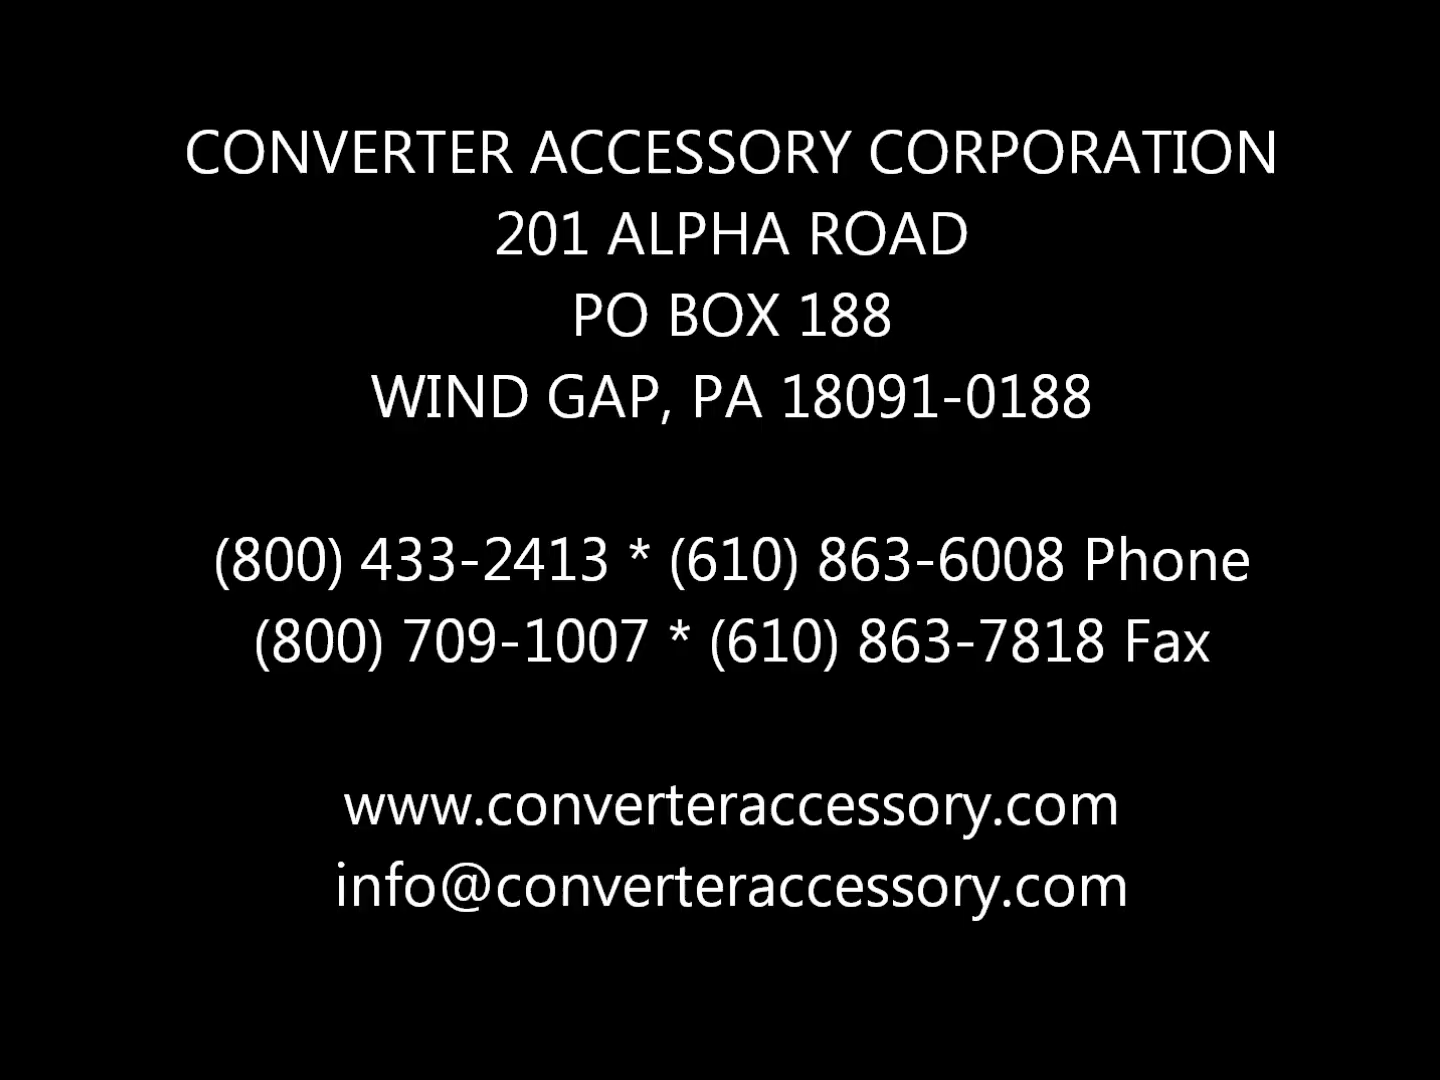 CONVERTER ACCESSORY CORPORATION
201 ALPHA ROAD
PO BOX 188
WIND GAP, PA 18091-0188
(800) 433-2413 * (610) 863-6008 Phone
(800) 709-1007 * (610) 863-7818 Fax
www.converteraccessory.com
info@converteraccessory.com